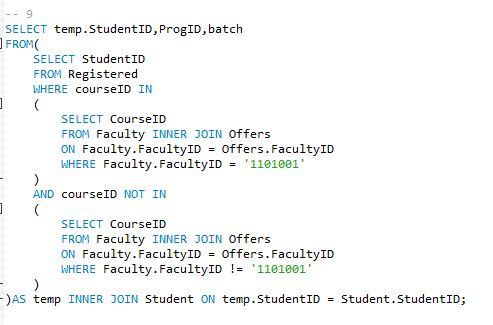 -- 9
SELECT temp.StudentID,ProgID,batch
FROM(
SELECT StudentID
FROM Registered
WHERE courseID IN
(
SELECT CourseID
FROM Faculty INNER JOIN Offers
ON Faculty.FacultyID = Offers.FacultyID
WHERE Faculty.FacultyID = '1101001'
)
AND courseID NOT IN
(
SELECT CourseID
FROM Faculty INNER JOIN Offers
ON Faculty.FacultyID = Offers.FacultyID
WHERE Faculty.FacultyID != '1101001'
)
)AS temp INNER JOIN Student ON temp.StudentID = Student.StudentID;